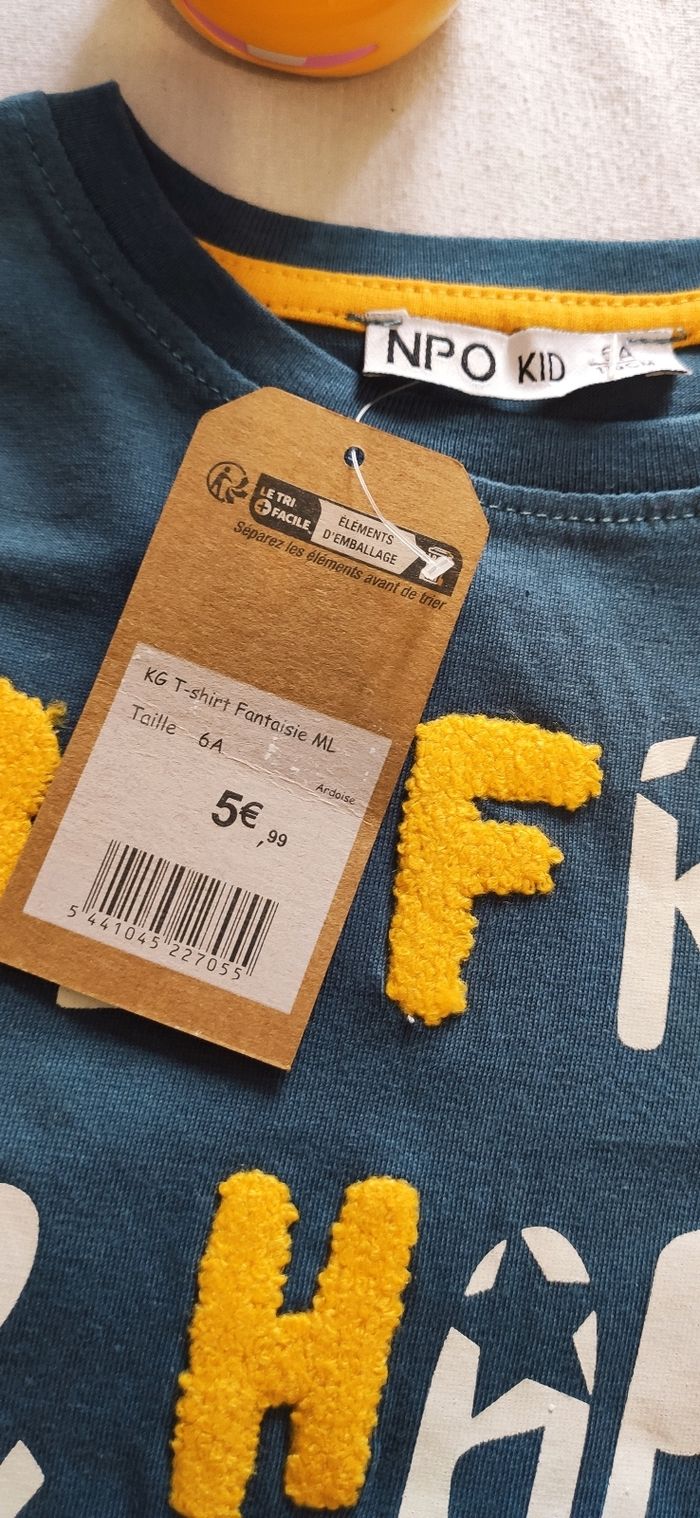 NPO KID 6A
LE TRI
+ FACILE
ÉLÉMENTS
D'EMBALLAGE
Séparez les éléments avant de trier
KG T-shirt Fantaisie ML
Taille 6A
Ardoise
5€,99
5 441045 227055
F
H